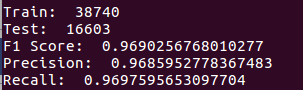 Train:  38740
Test:  16603
F1 Score:  0.9690256768010277
Precision:  0.9685952778367483
Recall:  0.9697595653097704